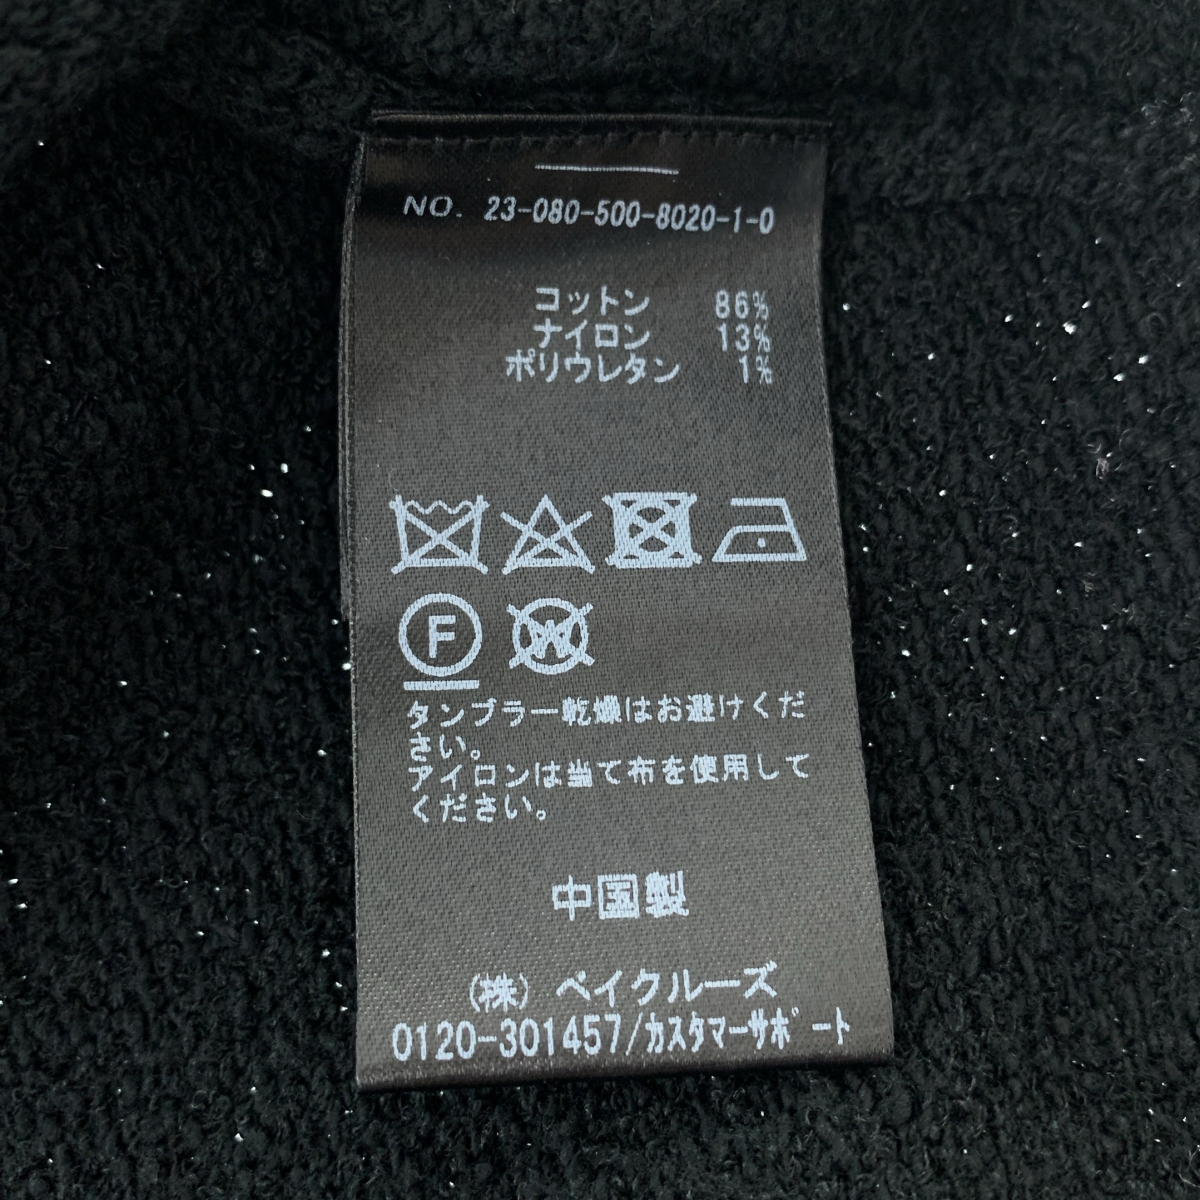 NO. 23-080-500-8020-1-0
コットン 86%
ナイロン 13%
ポリウレタン 1%
F
W
タンブラー乾燥はお避けくだ
さい。
アイロンは当て布を使用して
ください。
中国製
(株) ベイクルーズ
0120-301457/カスタマーサポート